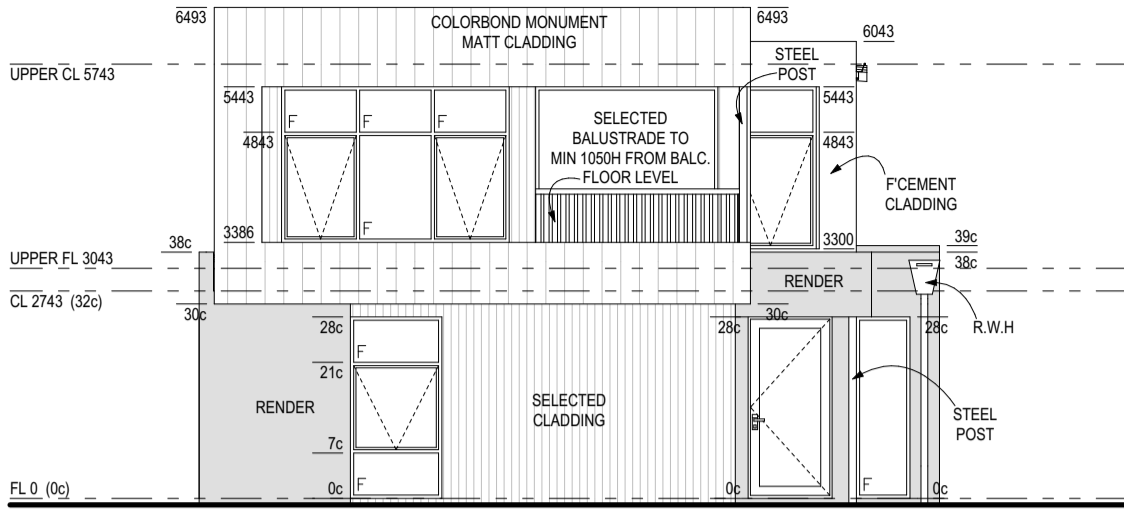 6493
COLORBOND MONUMENT
MATT CLADDING
6493
6043
STEEL
POST
UPPER CL 5743
5443
5443
F
F
F
SELECTED
BALUSTRADE TO
MIN 1050H FROM BALC.
FLOOR LEVEL
4843
4843
F'CEMENT
CLADDING
F
3386
3300
38c
39c
UPPER FL 3043
38c
RENDER
CL 2743 (32c)
30c
30c
R.W.H
28c
28c
28c
F
21c
RENDER
SELECTED
CLADDING
STEEL
POST
7c
FL 0 (0c)
0c
F
0c
F
0c